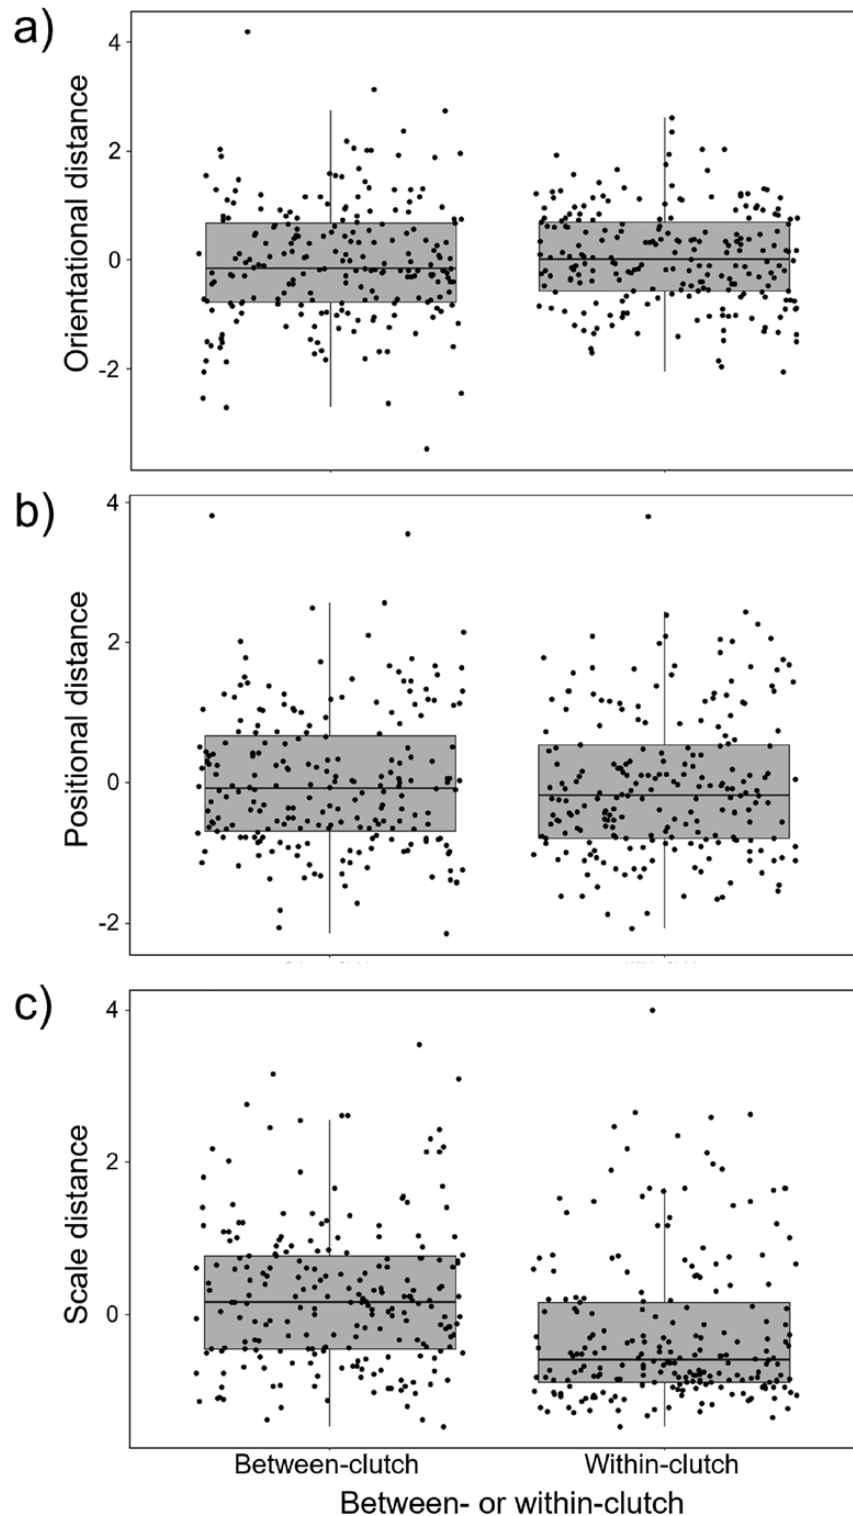 a)
Orientational distance
4
2
0
-2
b)
Positional distance
4
2
0
-2
c)
Scale distance
4
2
0
Between-clutch Within-clutch
Between- or within-clutch